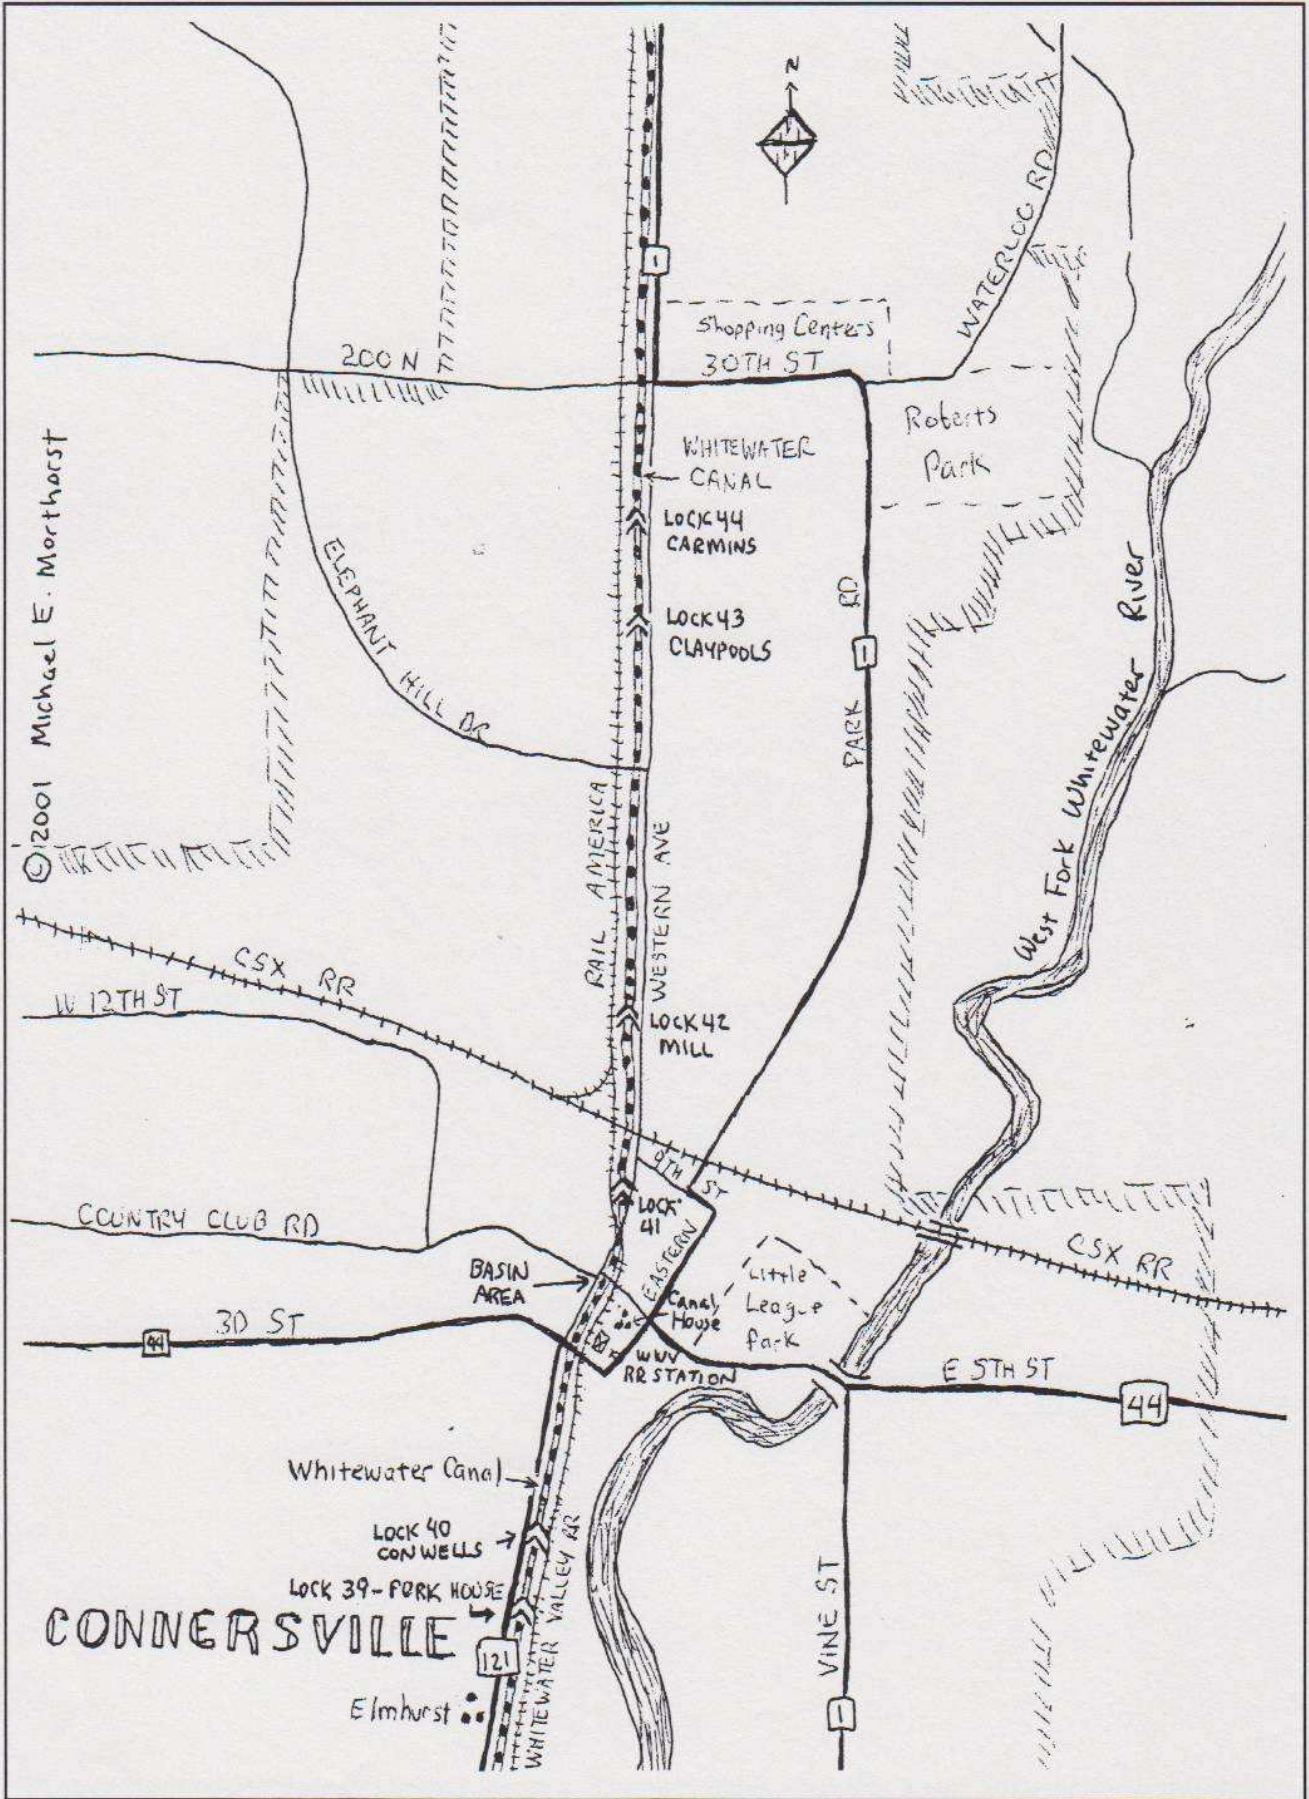 N
1
WATERLOO RD
Shopping Centers
200 N
30TH ST
Roberts
Park
WHITEWATER
CANAL
LOCK 44
CARMINS
© 2001 Michael E. Morthorst
ELEPHANT HILL DR
LOCK 43
CLAYPOOLS
PARK RD
1
West Fork Whitewater River
RAIL AMERICA
WESTERN AVE
CSX RR
W 12TH ST
LOCK 42
MILL
9TH ST
LOCK
41
COUNTRY CLUB RD
EASTERN
CSX RR
BASIN
AREA
Little
League
Park
Canal
House
3D ST
44
WWV
RR STATION
E 5TH ST
44
Whitewater Canal
LOCK 40
CONWELLS
LOCK 39-PORK HOUSE
CONNERSVILLE
WHITEWATER VALLEY RR
121
VINE ST
Elmhurst
1